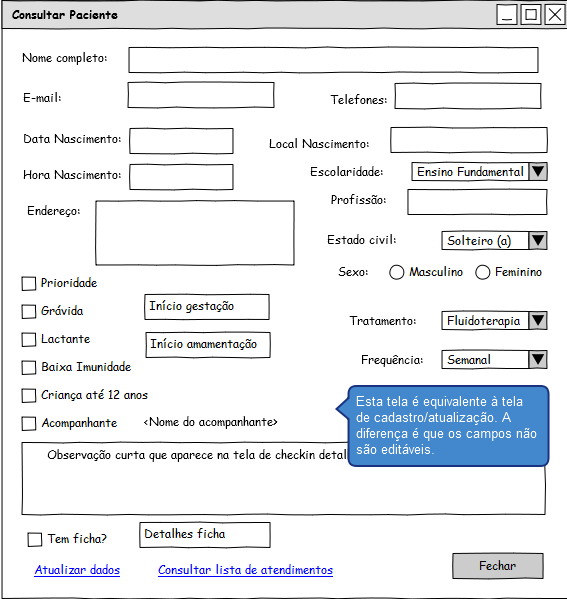 Consultar Paciente
Nome completo:
E-mail:
Telefones:
Data Nascimento:
Local Nascimento:
Hora Nascimento:
Escolaridade: Ensino Fundamental
Profissão:
Endereço:
Estado civil: Solteiro (a)
Sexo: Masculino Feminino
Prioridade
Grávida Início gestação
Tratamento: Fluidoterapia
Lactante Início amamentação
Frequência: Semanal
Baixa Imunidade
Criança até 12 anos
Acompanhante <Nome do acompanhante>
Esta tela é equivalente à tela
de cadastro/atualização. A
diferença é que os campos não
são editáveis.
Observação curta que aparece na tela de checkin detal
Tem ficha? Detalhes ficha
Atualizar dados Consultar lista de atendimentos
Fechar